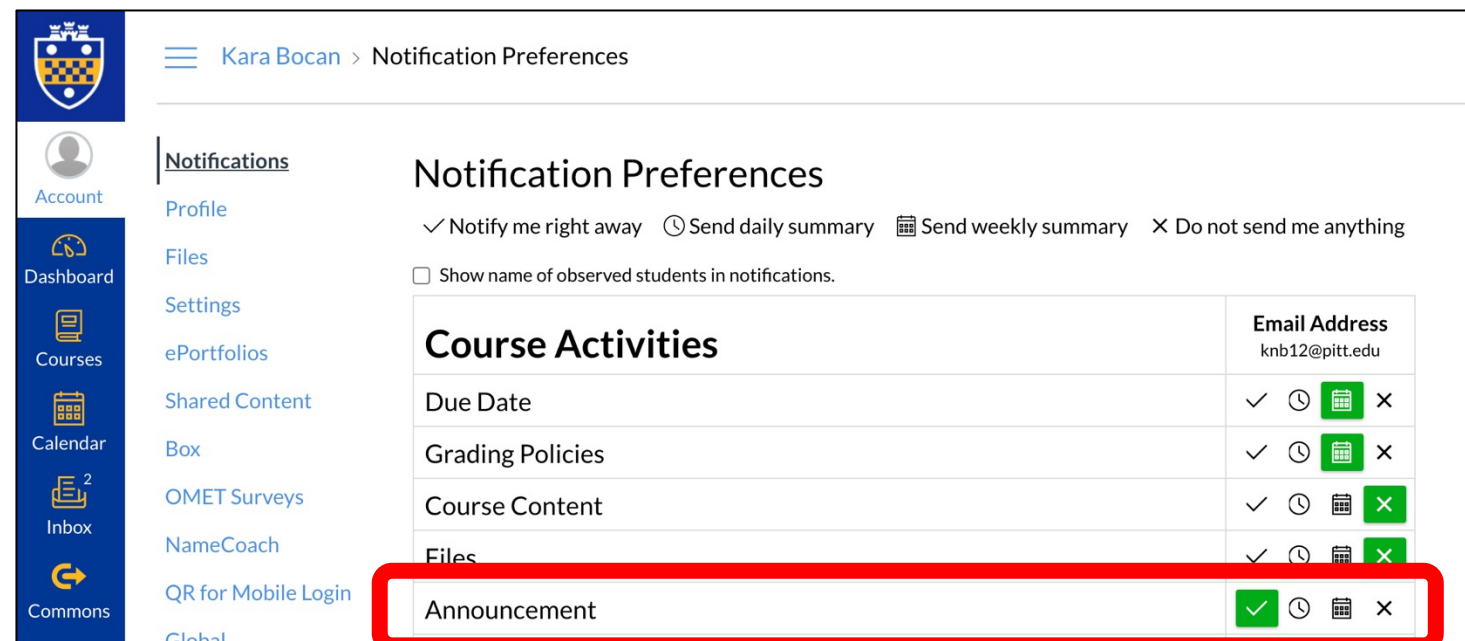 Kara Bocan > Notification Preferences
Account
Dashboard
Courses
Calendar
2
Inbox
Commons
Notifications
Profile
Files
Settings
ePortfolios
Shared Content
Box
OMET Surveys
NameCoach
QR for Mobile Login
Global
Notification Preferences
Notify me right away Send daily summary Send weekly summary Do not send me anything
Show name of observed students in notifications.
Course Activities
Email Address
knb12@pitt.edu
Due Date
Grading Policies
Course Content
Files
Announcement